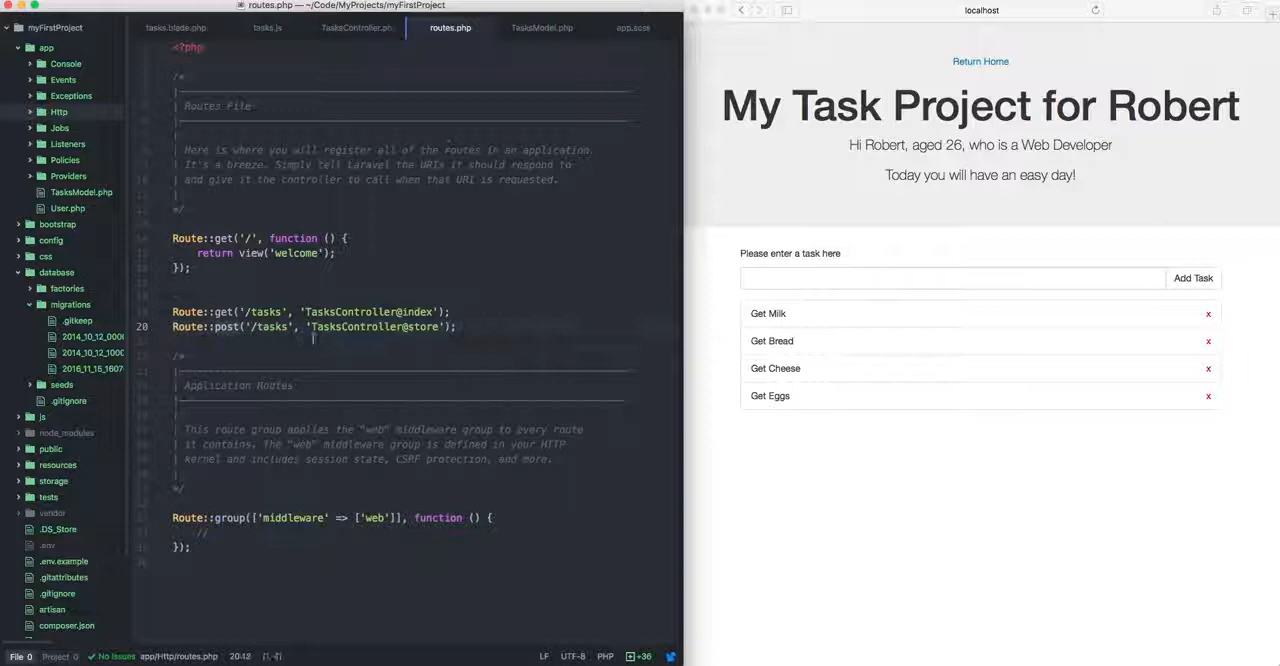 routes.php — ~/Code/MyProjects/myFirstProject
myFirstProject
app
Console
Events
Exceptions
Http
Jobs
Listeners
Policies
Providers
TasksModel.php
User.php
bootstrap
config
css
database
factories
migrations
.gitkeep
2014_10_12_000
2014_10_12_100
2016_11_15_1607
seeds
.gitignore
js
node_modules
public
resources
storage
tests
vendor
.DS_Store
.env
.env.example
.gitattributes
.gitignore
artisan
composer.json
tasks.blade.php
tasks.js
TasksController.ph
routes.php
TasksModel.php
app.scss
<?php
/*
| Routes File
| Here is where you will register all of the routes in an application.
| It's a breeze. Simply tell Laravel the URIs it should respond to
| and give it the controller to call when that URI is requested.
*/
Route::get('/', function () {
return view('welcome');
});
Route::get('/tasks', 'TasksController@index');
20 Route::post('/tasks', 'TasksController@store');
/*
| Application Routes
| This route group applies the "web" middleware group to every route
| it contains. The "web" middleware group is defined in your HTTP
| kernel and includes session state, CSRF protection, and more.
*/
Route::group(['middleware' => ['web']], function () {
//
});
File 0 Project 0 No Issues app/Http/routes.php 20:13 LF UTF-8 PHP +36
localhost
Return Home
My Task Project for Robert
Hi Robert, aged 26, who is a Web Developer
Today you will have an easy day!
Please enter a task here
Add Task
Get Milk x
Get Bread x
Get Cheese x
Get Eggs x